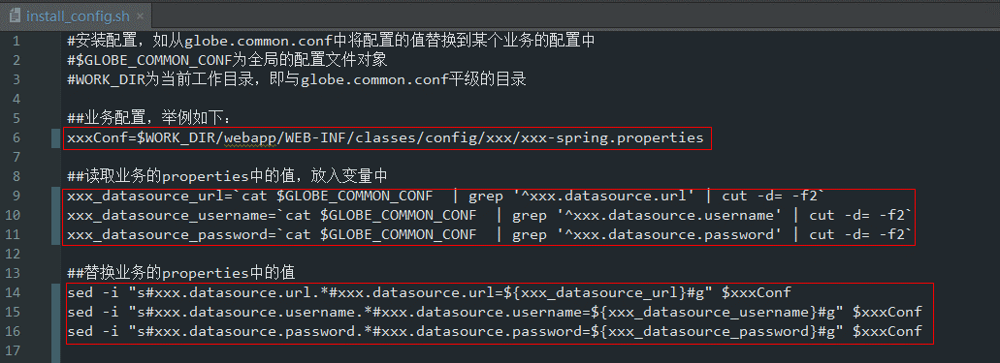 install_config.sh ×
1 #安装配置，如从globe.common.conf中将配置的值替换到某个业务的配置中
2 #$GLOBE_COMMON_CONF为全局的配置文件对象
3 #WORK_DIR为当前工作目录，即与globe.common.conf平级的目录
4
5 ##业务配置，举例如下：
6 xxxConf=$WORK_DIR/webapp/WEB-INF/classes/config/xxx/xxx-spring.properties
7
8 ##读取业务的properties中的值，放入变量中
9 xxx_datasource_url=`cat $GLOBE_COMMON_CONF  | grep '^xxx.datasource.url' | cut -d= -f2`
10 xxx_datasource_username=`cat $GLOBE_COMMON_CONF  | grep '^xxx.datasource.username' | cut -d= -f2`
11 xxx_datasource_password=`cat $GLOBE_COMMON_CONF  | grep '^xxx.datasource.password' | cut -d= -f2`
12
13 ##替换业务的properties中的值
14 sed -i "s#xxx.datasource.url.*#xxx.datasource.url=${xxx_datasource_url}#g" $xxxConf
15 sed -i "s#xxx.datasource.username.*#xxx.datasource.username=${xxx_datasource_username}#g" $xxxConf
16 sed -i "s#xxx.datasource.password.*#xxx.datasource.password=${xxx_datasource_password}#g" $xxxConf
17